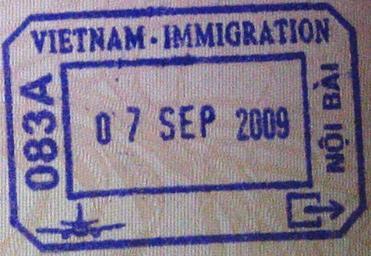 VIETNAM - IMMIGRATION
083A
07 SEP 2009
NỘI BÀI